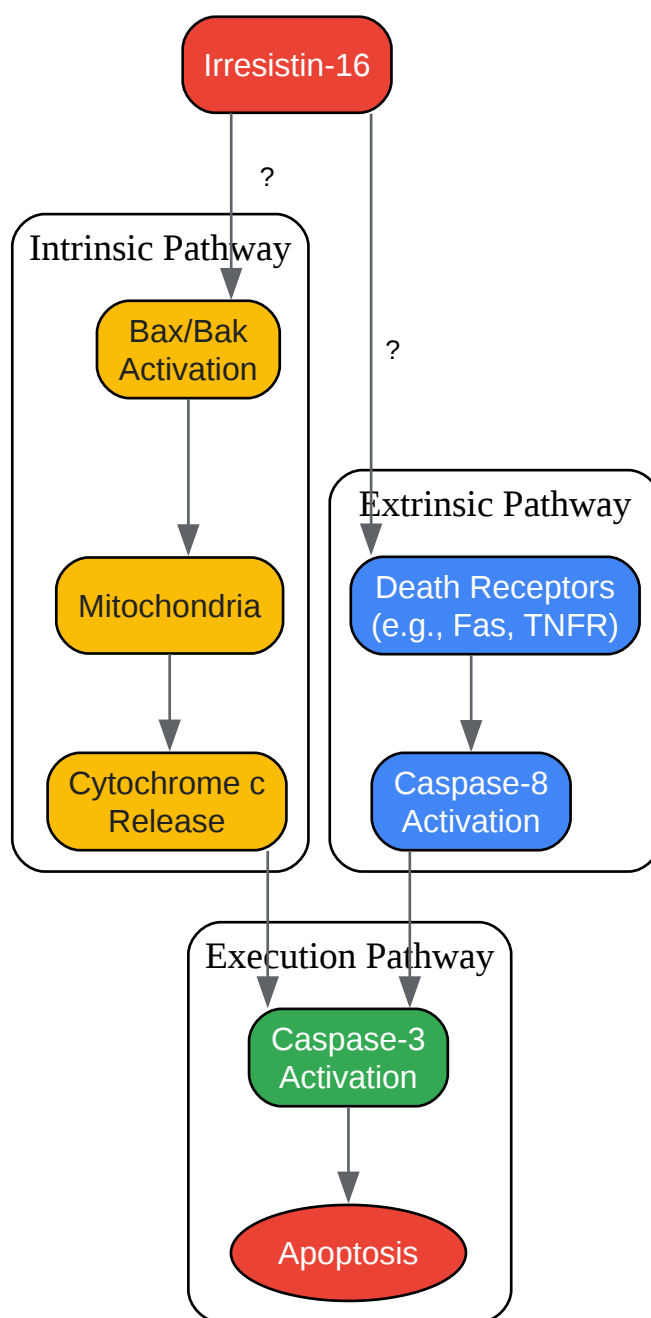 Irresistin-16
?
Intrinsic Pathway
Bax/Bak
Activation
?
Mitochondria
Cytochrome c
Release
Extrinsic Pathway
Death Receptors
(e.g., Fas, TNFR)
Caspase-8
Activation
Execution Pathway
Caspase-3
Activation
Apoptosis